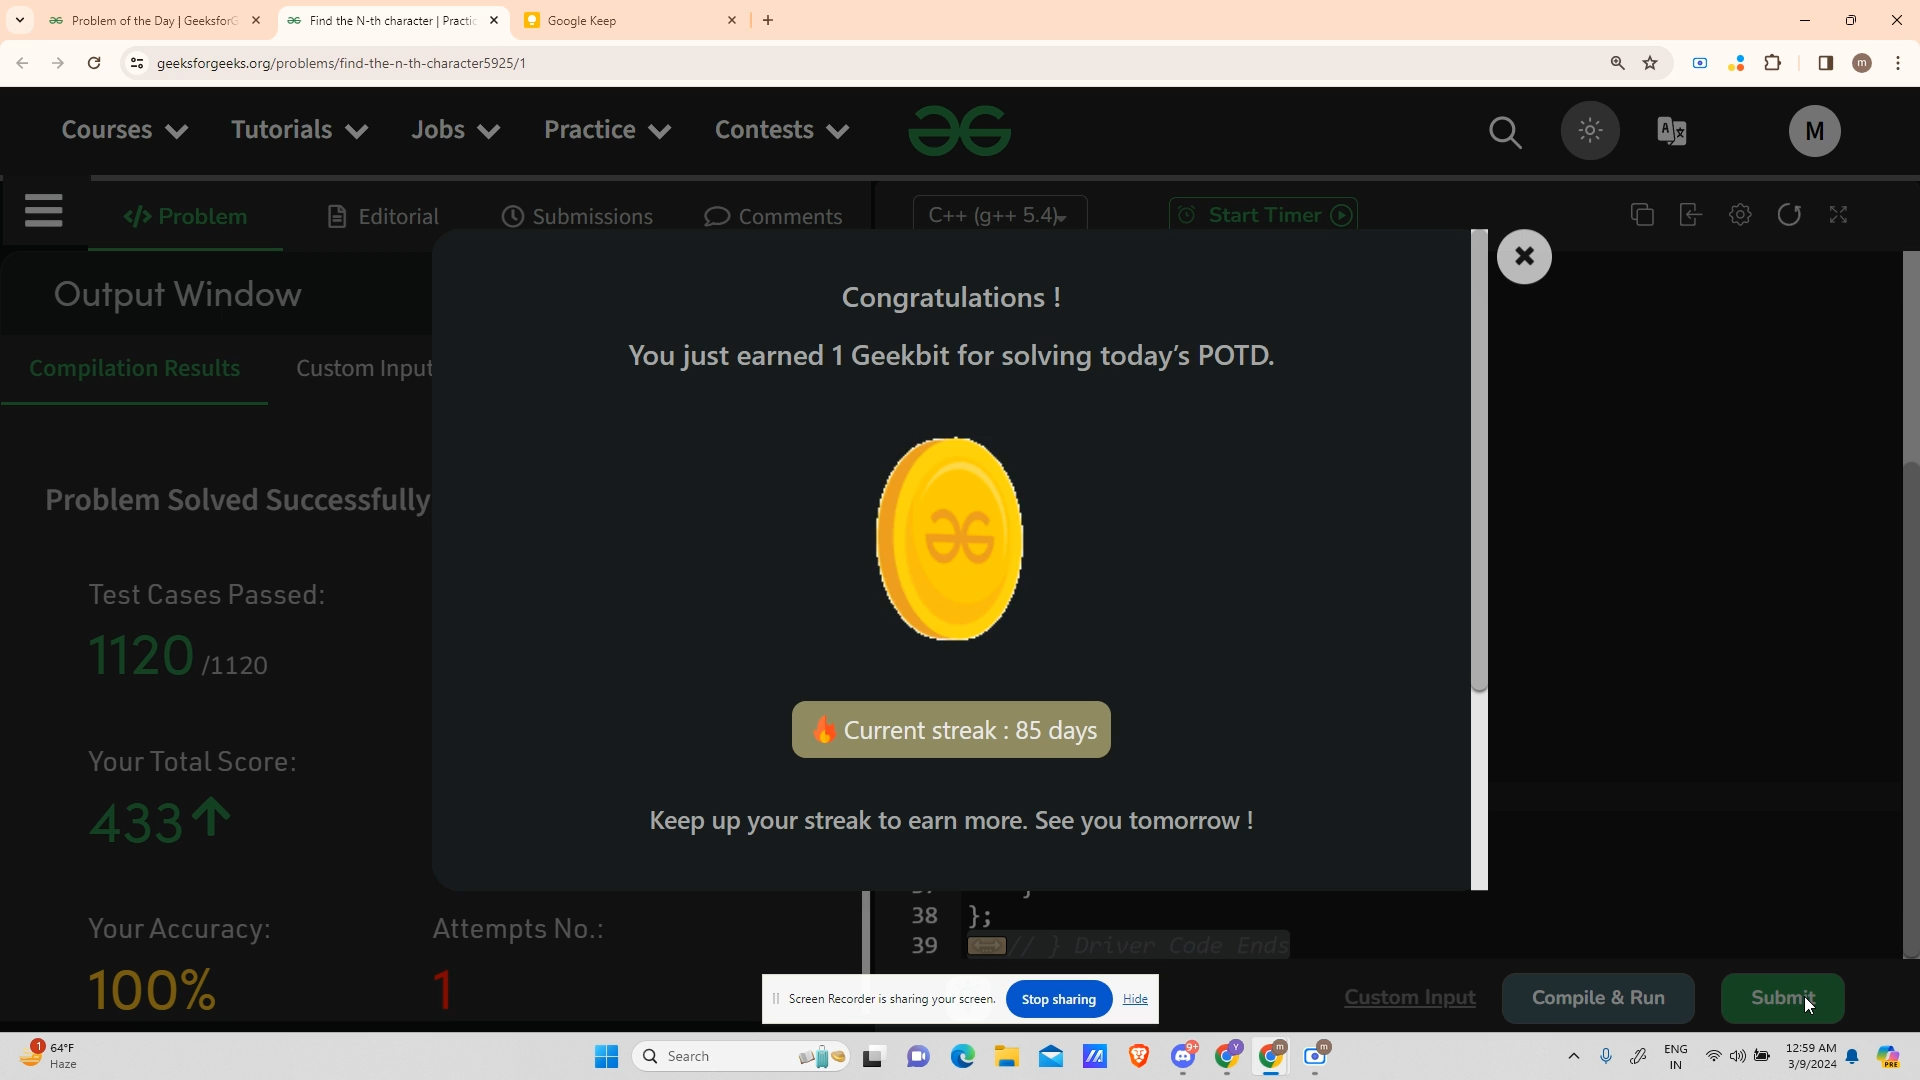 Problem of the Day | GeeksforG
Find the N-th character | Practic
Google Keep
geeksforgeeks.org/problems/find-the-n-th-character5925/1
m
Courses
Tutorials
Jobs
Practice
Contests
M
</> Problem
Editorial
Submissions
Comments
C++ (g++ 5.4)
Start Timer
Output Window
Compilation Results
Custom Input
Congratulations !
You just earned 1 Geekbit for solving today's POTD.
Current streak : 85 days
Keep up your streak to earn more. See you tomorrow !
Problem Solved Successfully
Test Cases Passed:
1120 /1120
Your Total Score:
433
Your Accuracy:
100%
Attempts No.:
1
38 };
39 // } Driver Code Ends
Screen Recorder is sharing your screen.
Stop sharing
Hide
Custom Input
Compile & Run
Submit
1
64°F
Haze
Search
9+
Y
m
m
ENG
IN
12:59 AM
3/9/2024
PRE